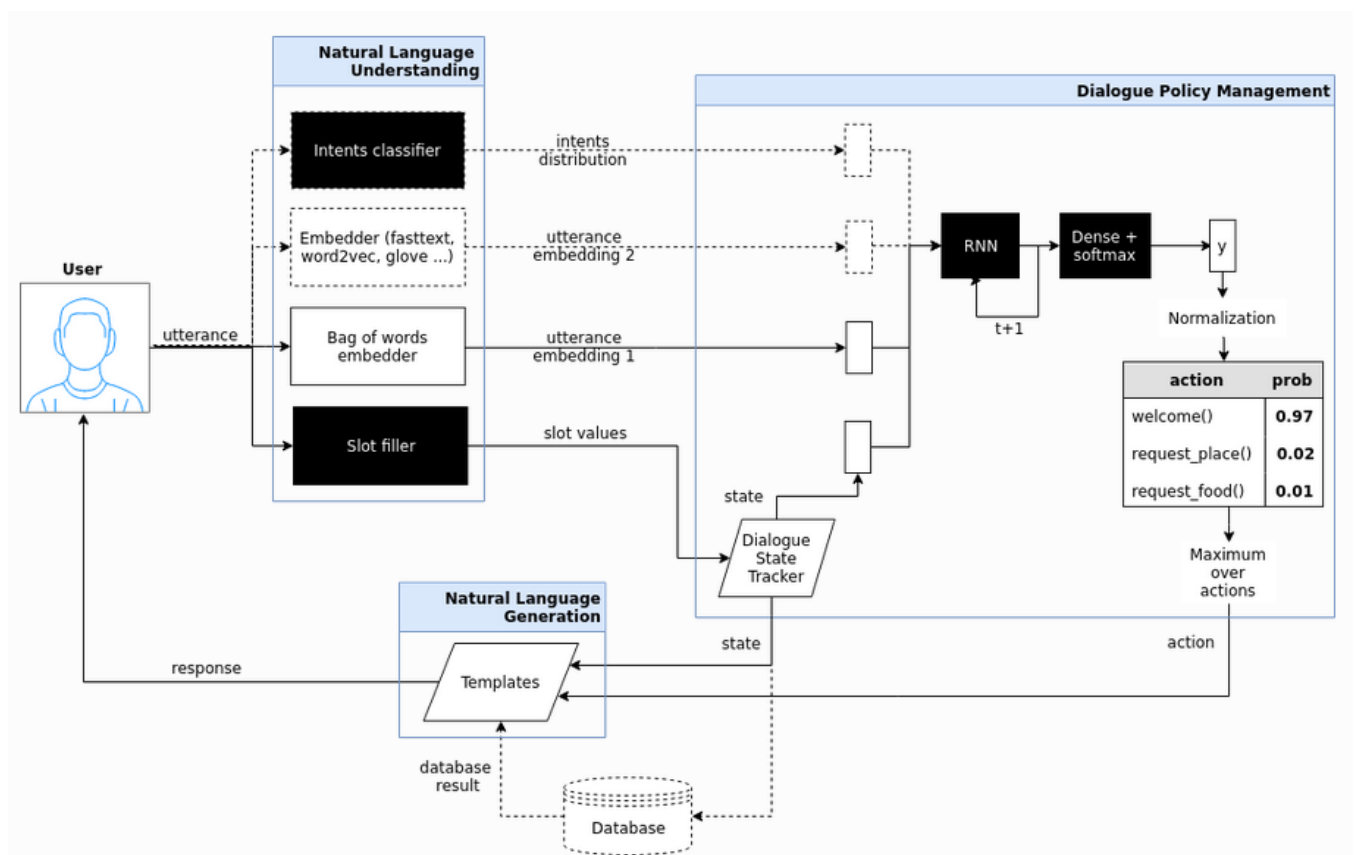 Natural Language
Understanding
Intents classifier
Embedder (fasttext,
word2vec, glove ...)
Bag of words
embedder
Slot filler
User
utterance
intents
distribution
utterance
embedding 2
utterance
embedding 1
slot values
Dialogue Policy Management
RNN
t+1
Dense +
softmax
y
Normalization
action prob
welcome() 0.97
request_place() 0.02
request_food() 0.01
Maximum
over
actions
state
Dialogue
State
Tracker
state
action
Natural Language
Generation
Templates
response
database
result
Database